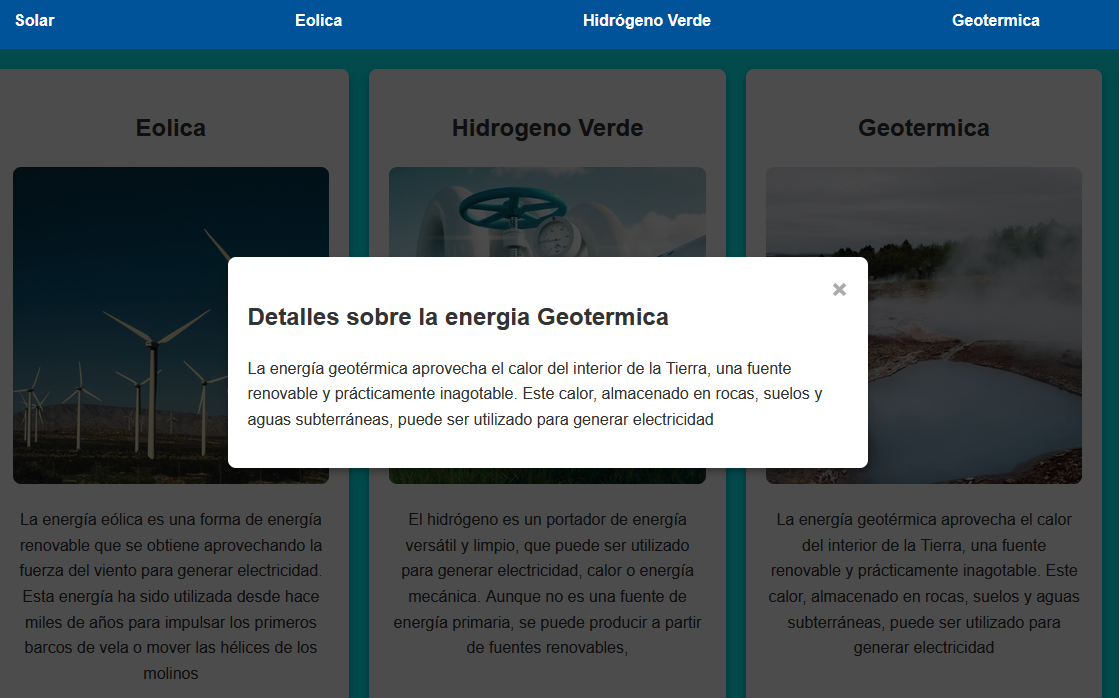 Solar
Eolica
Hidrógeno Verde
Geotermica
Eolica
Hidrogeno Verde
Geotermica
×
Detalles sobre la energia Geotermica
La energía geotérmica aprovecha el calor del interior de la Tierra, una fuente
renovable y prácticamente inagotable. Este calor, almacenado en rocas, suelos y
aguas subterráneas, puede ser utilizado para generar electricidad
La energía eólica es una forma de energía
renovable que se obtiene aprovechando la
fuerza del viento para generar electricidad.
Esta energía ha sido utilizada desde hace
miles de años para impulsar los primeros
barcos de vela o mover las hélices de los
molinos
El hidrógeno es un portador de energía
versátil y limpio, que puede ser utilizado
para generar electricidad, calor o energía
mecánica. Aunque no es una fuente de
energía primaria, se puede producir a partir
de fuentes renovables,
La energía geotérmica aprovecha el calor
del interior de la Tierra, una fuente
renovable y prácticamente inagotable. Este
calor, almacenado en rocas, suelos y aguas
subterráneas, puede ser utilizado para
generar electricidad